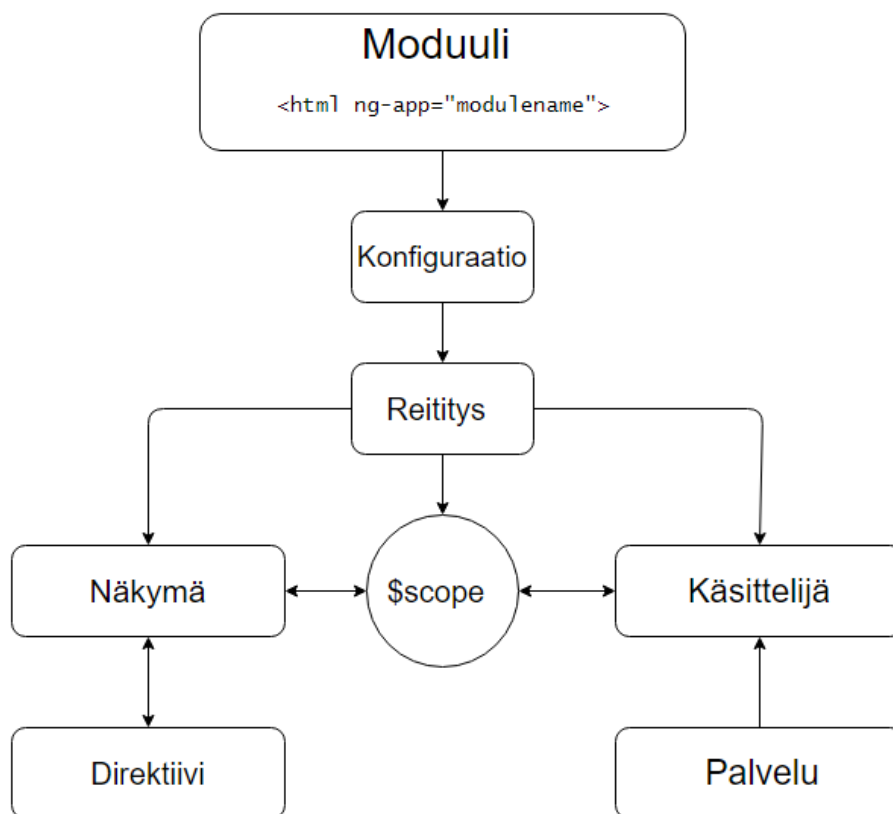 Moduuli
<html ng-app="modulename">
Konfiguraatio
Reititys
Näkymä
$scope
Käsittelijä
Direktiivi
Palvelu